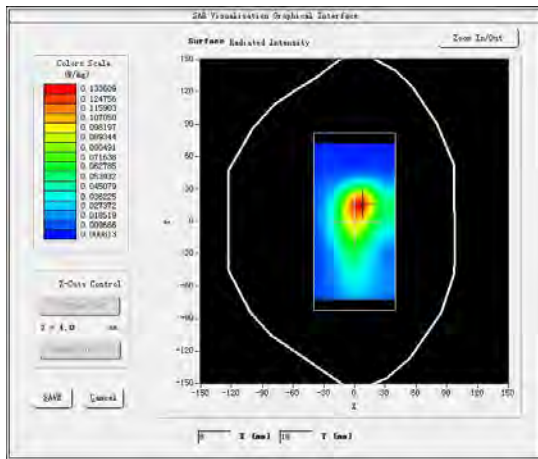 SAR Visualisation Graphical Interface
Surface Radiated Intensity
Zoom In/Out
Colors Scale
(W/kg)
0.133609
0.124756
0.115903
0.107050
0.098197
0.089344
0.080491
0.071638
0.062785
0.053932
0.045079
0.036225
0.027372
0.018519
0.009666
0.000813
150
120
90
60
30
0
-30
-60
-90
-120
-150
Y
-150 -120 -90 -60 -30 0 30 60 90 120 150
X
Z-Cuts Control
Z = 4.0 mm
SAVE
Cancel
X (mm)
Y (mm)